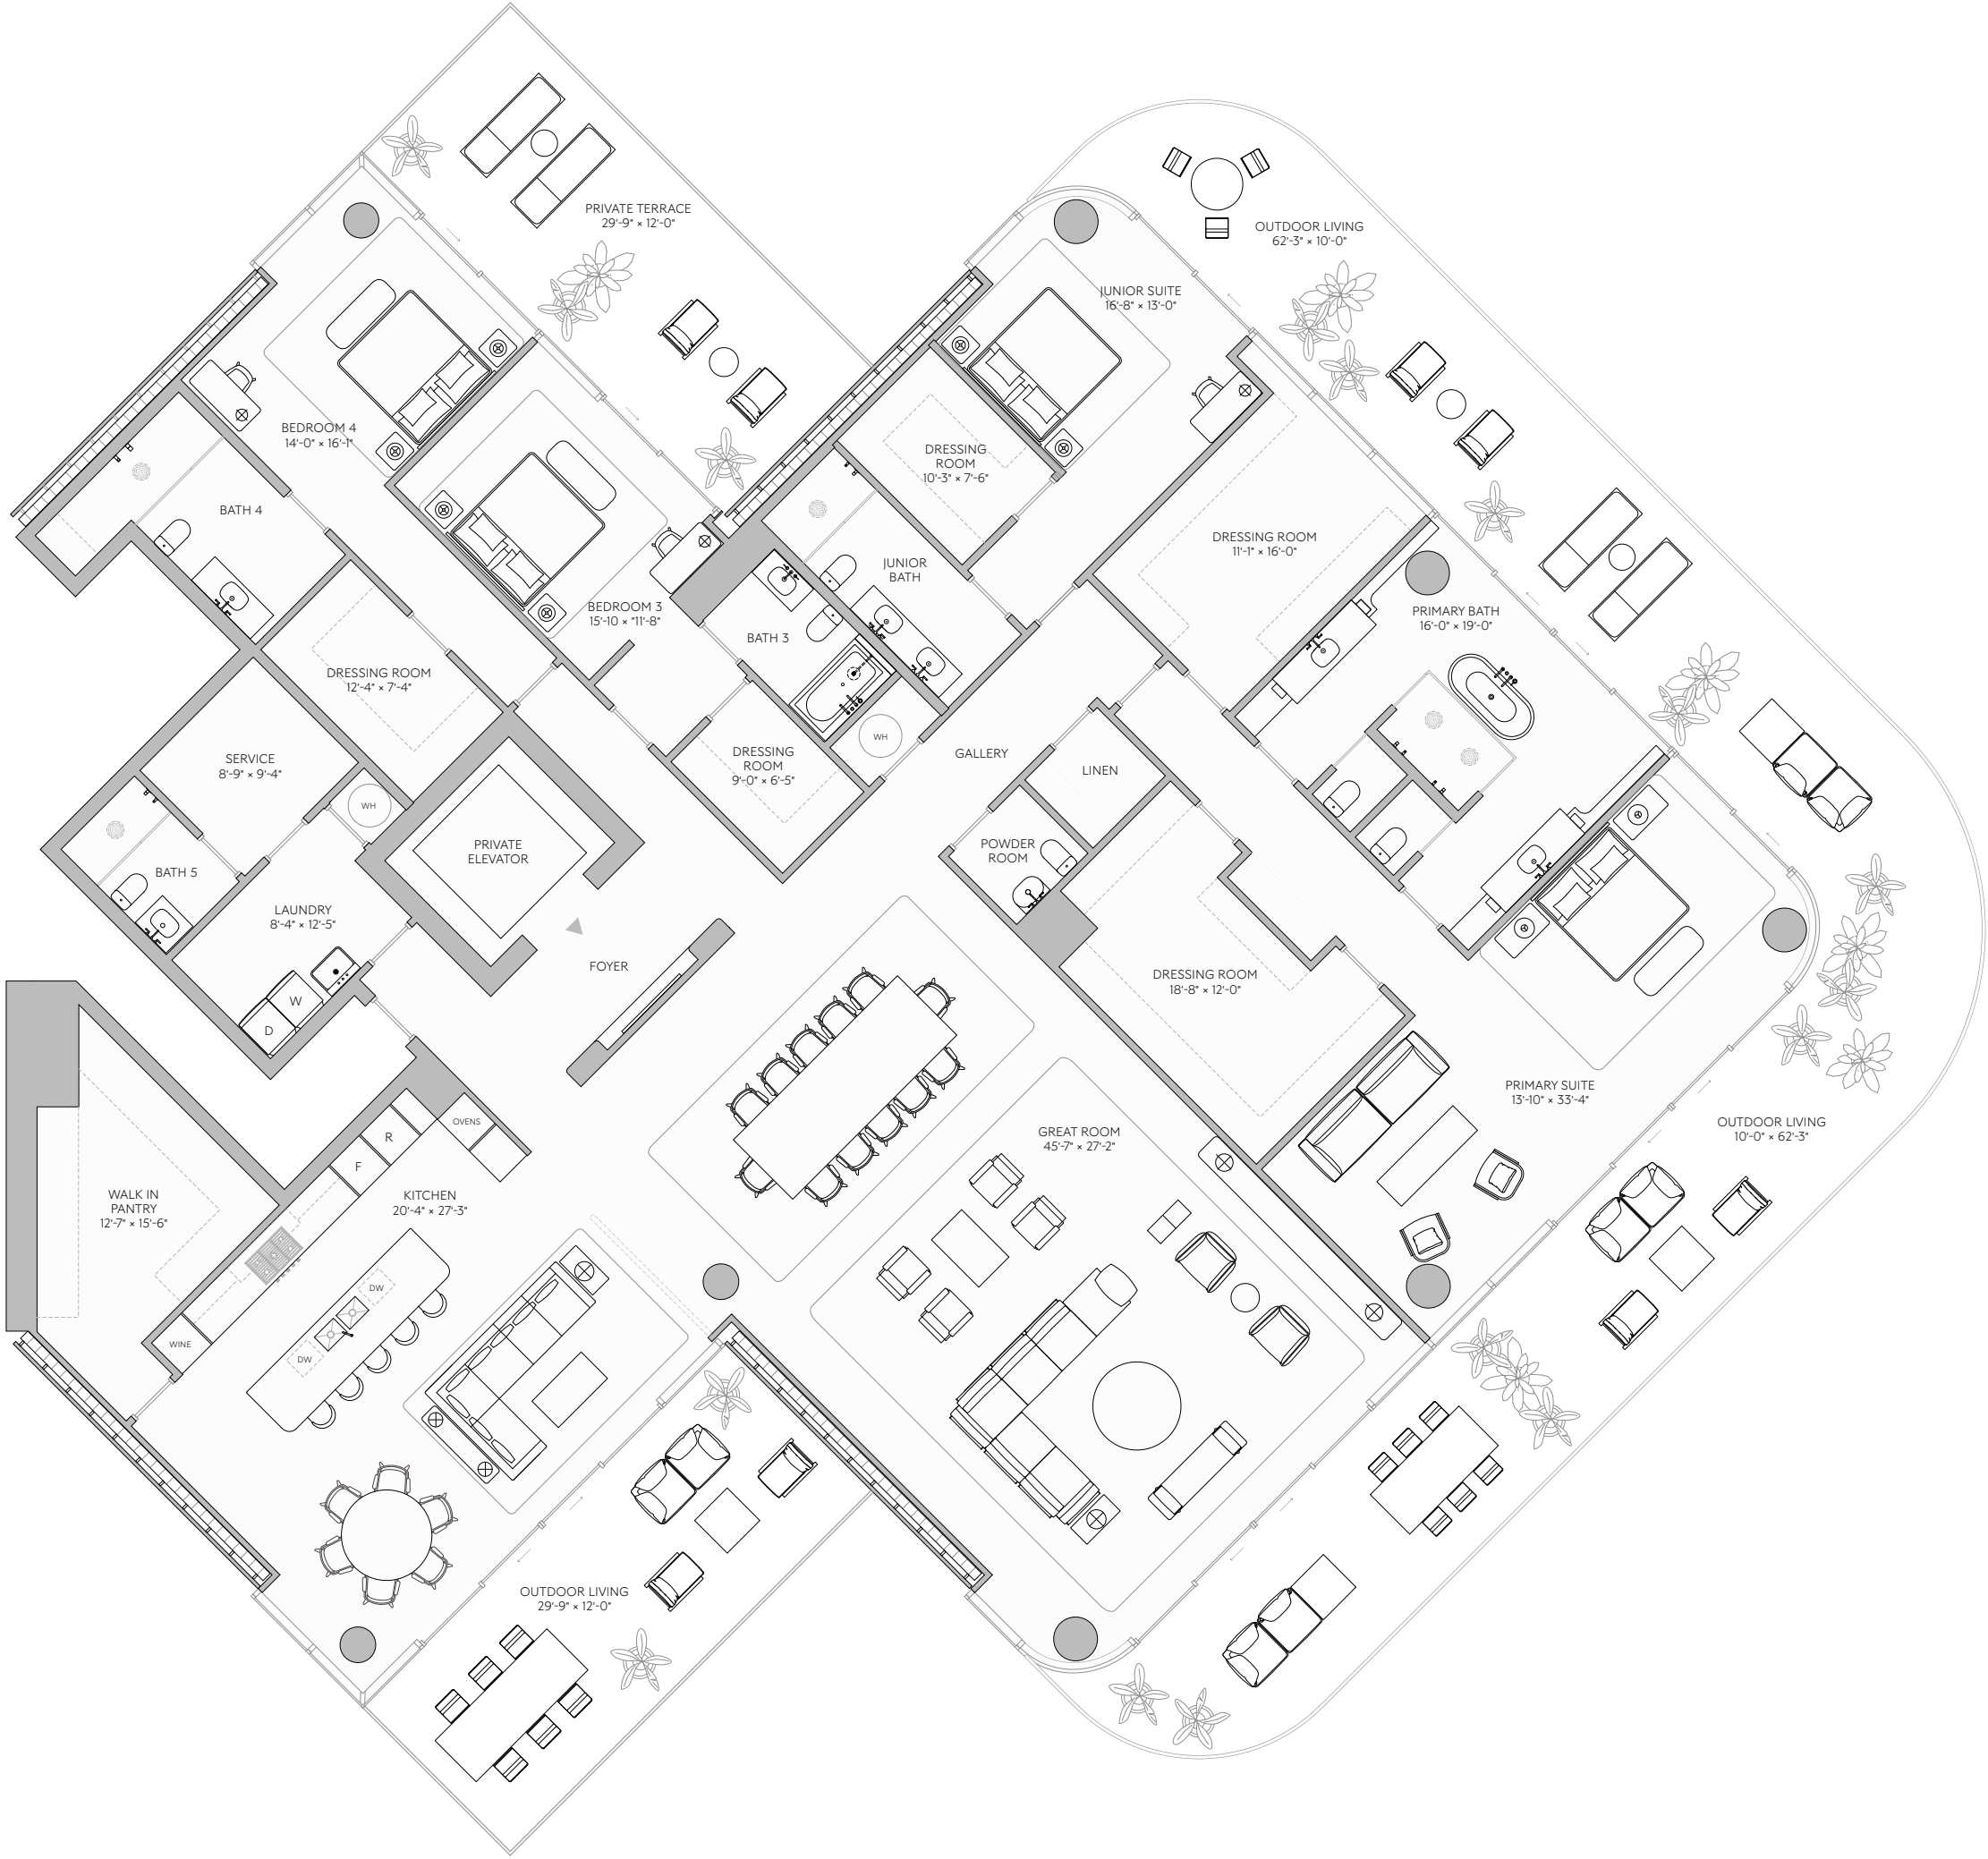 PRIVATE TERRACE
29'-9" × 12'-0"
OUTDOOR LIVING
62'-3" × 10'-0"
JUNIOR SUITE
16'-8" × 13'-0"
BEDROOM 4
14'-0" × 16'-1"
DRESSING
ROOM
10'-3" × 7'-6"
BATH 4
DRESSING ROOM
11'-1" × 16'-0"
JUNIOR
BATH
BEDROOM 3
15'-10 × "11'-8"
PRIMARY BATH
16'-0" × 19'-0"
BATH 3
DRESSING ROOM
12'-4" × 7'-4"
WH
DRESSING
ROOM
9'-0" × 6'-5"
GALLERY
SERVICE
8'-9" × 9'-4"
LINEN
WH
PRIVATE
ELEVATOR
POWDER
ROOM
BATH 5
LAUNDRY
8'-4" × 12'-5"
FOYER
DRESSING ROOM
18'-8" × 12'-0"
W
D
PRIMARY SUITE
13'-10" × 33'-4"
OVENS
OUTDOOR LIVING
10'-0" × 62'-3"
R
GREAT ROOM
45'-7" × 27'-2"
F
WALK IN
PANTRY
12'-7" × 15'-6"
KITCHEN
20'-4" × 27'-3"
DW
WINE
DW
OUTDOOR LIVING
29'-9" × 12'-0"